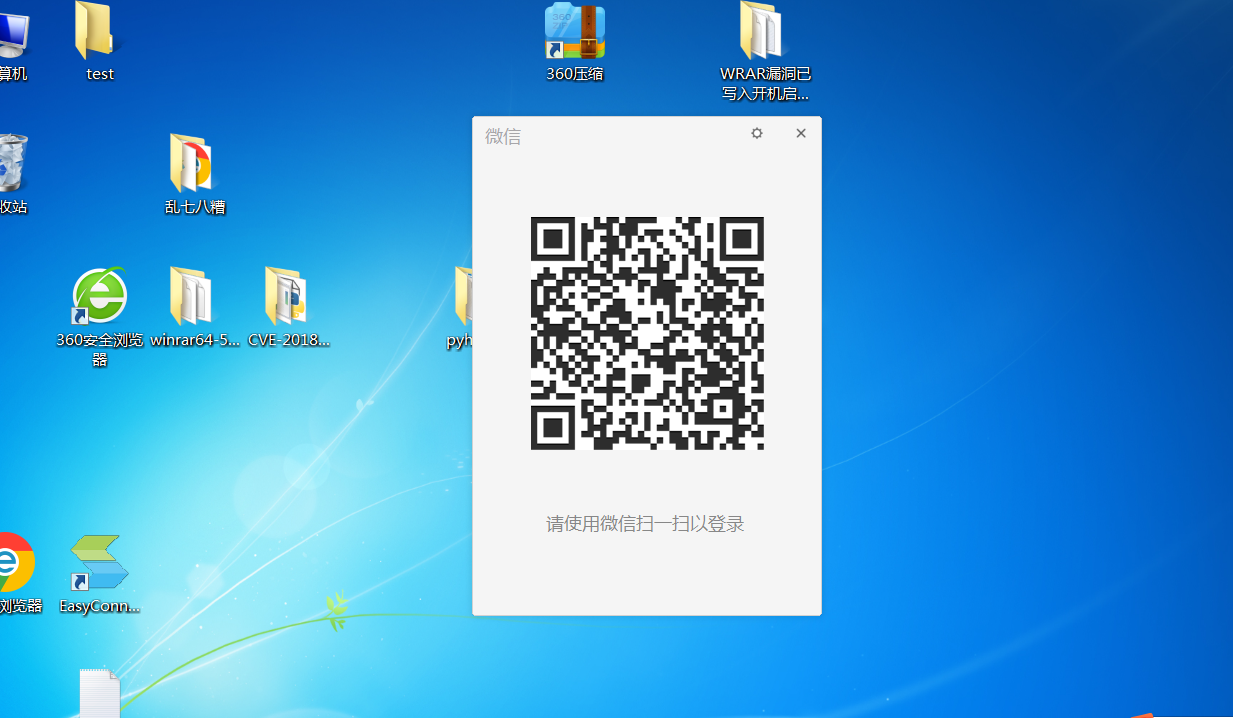 算机
test
360压缩
WRAR漏洞已
写入开机启...
微信
收站
乱七八糟
360安全浏览
器
winrar64-5...
CVE-2018...
pyh
请使用微信扫一扫以登录
浏览器
EasyConn...